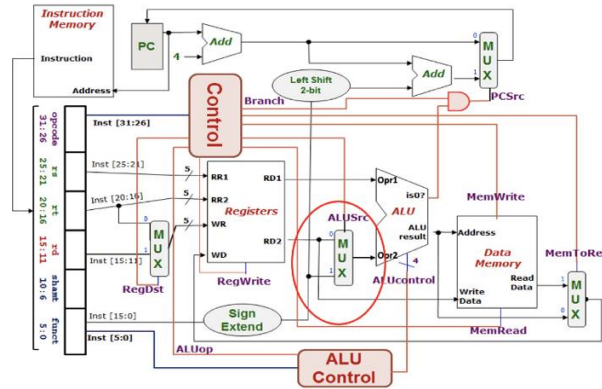 Instruction Memory
Instruction
Address
PC
4
Add
Left Shift
2-bit
Add
0
MUX
1
PCSrc
Control
Branch
opcode
31:26
Inst [31:26]
rs
25:21
Inst [25:21]
rt
20:16
Inst [20:16]
rd
15:11
Inst [15:11]
shamt
10:6
Inst [15:0]
funct
5:0
Inst [5:0]
5
5
5
0
MUX
1
RegDst
RR1
RR2
WR
WD
Registers
RD1
RD2
RegWrite
ALUSrc
0
MUX
1
Opr1
Opr2
is0?
ALU
ALU
result
4
ALUcontrol
MemWrite
Address
Data
Memory
Read
Data
Write
Data
MemRead
MemToRe
1
MUX
0
Sign
Extend
ALUop
ALU
Control